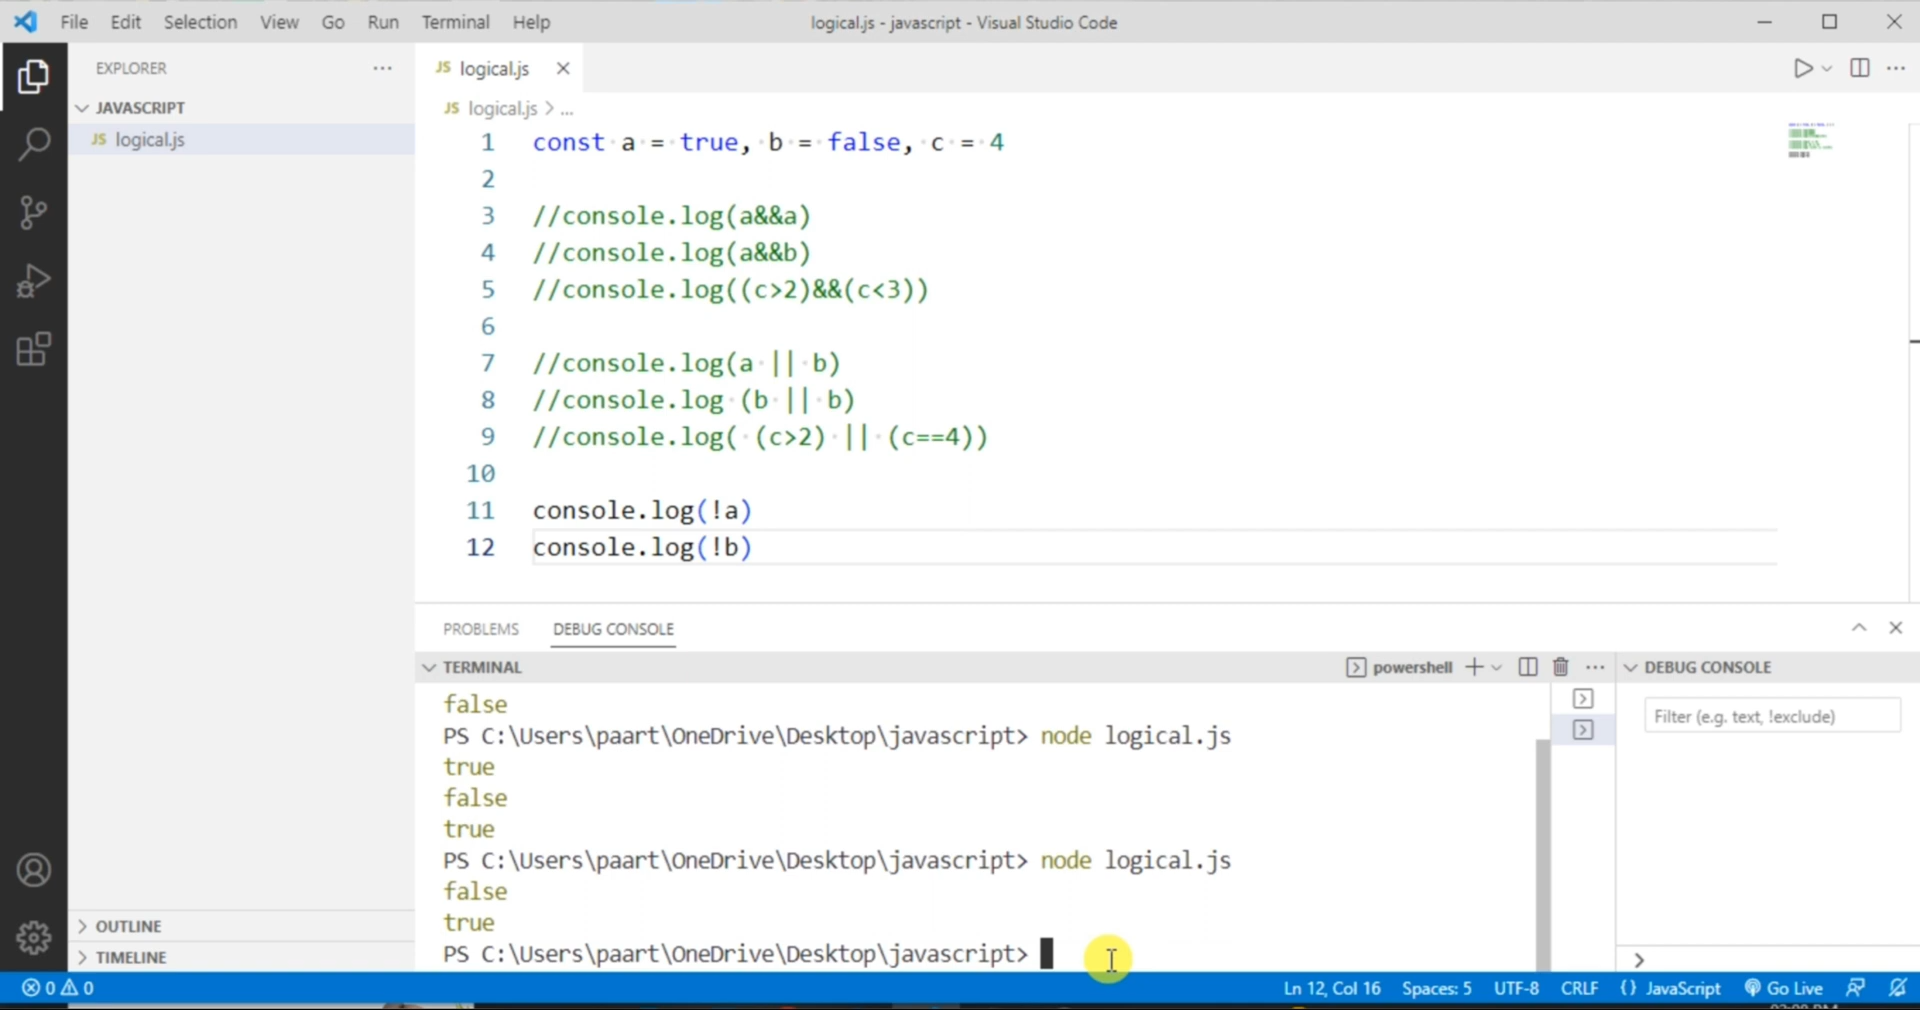 File Edit Selection View Go Run Terminal Help
logical.js - javascript - Visual Studio Code
EXPLORER
JAVASCRIPT
JS logical.js
JS logical.js
JS logical.js > ...
1 const a = true, b = false, c = 4
2
3 //console.log(a&&a)
4 //console.log(a&&b)
5 //console.log((c>2)&&(c<3))
6
7 //console.log(a || b)
8 //console.log (b || b)
9 //console.log( (c>2) || (c==4))
10
11 console.log(!a)
12 console.log(!b)
PROBLEMS DEBUG CONSOLE
TERMINAL
powershell
DEBUG CONSOLE
Filter (e.g. text, !exclude)
false
PS C:\Users\paart\OneDrive\Desktop\javascript> node logical.js
true
false
true
PS C:\Users\paart\OneDrive\Desktop\javascript> node logical.js
false
true
PS C:\Users\paart\OneDrive\Desktop\javascript>
OUTLINE
TIMELINE
0 0
Ln 12, Col 16 Spaces: 5 UTF-8 CRLF {} JavaScript Go Live